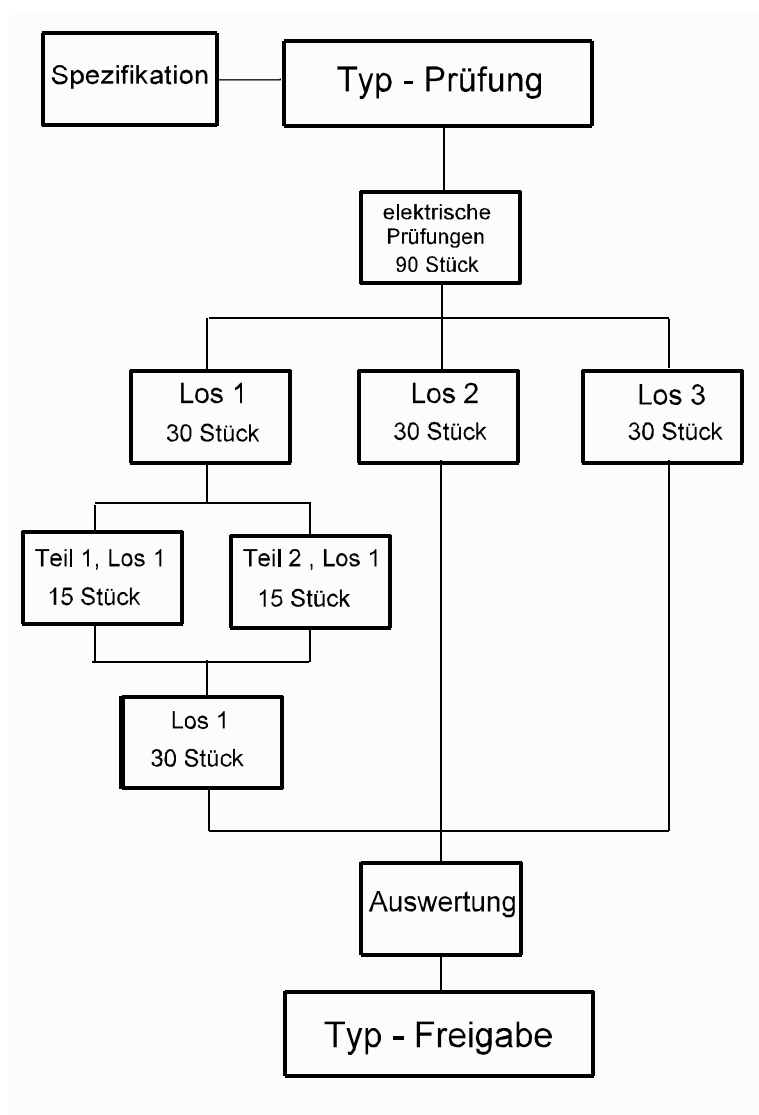 Spezifikation
Typ - Prüfung
elektrische
Prüfungen
90 Stück
Los 1
30 Stück
Los 2
30 Stück
Los 3
30 Stück
Teil 1, Los 1
15 Stück
Teil 2 , Los 1
15 Stück
Los 1
30 Stück
Auswertung
Typ - Freigabe